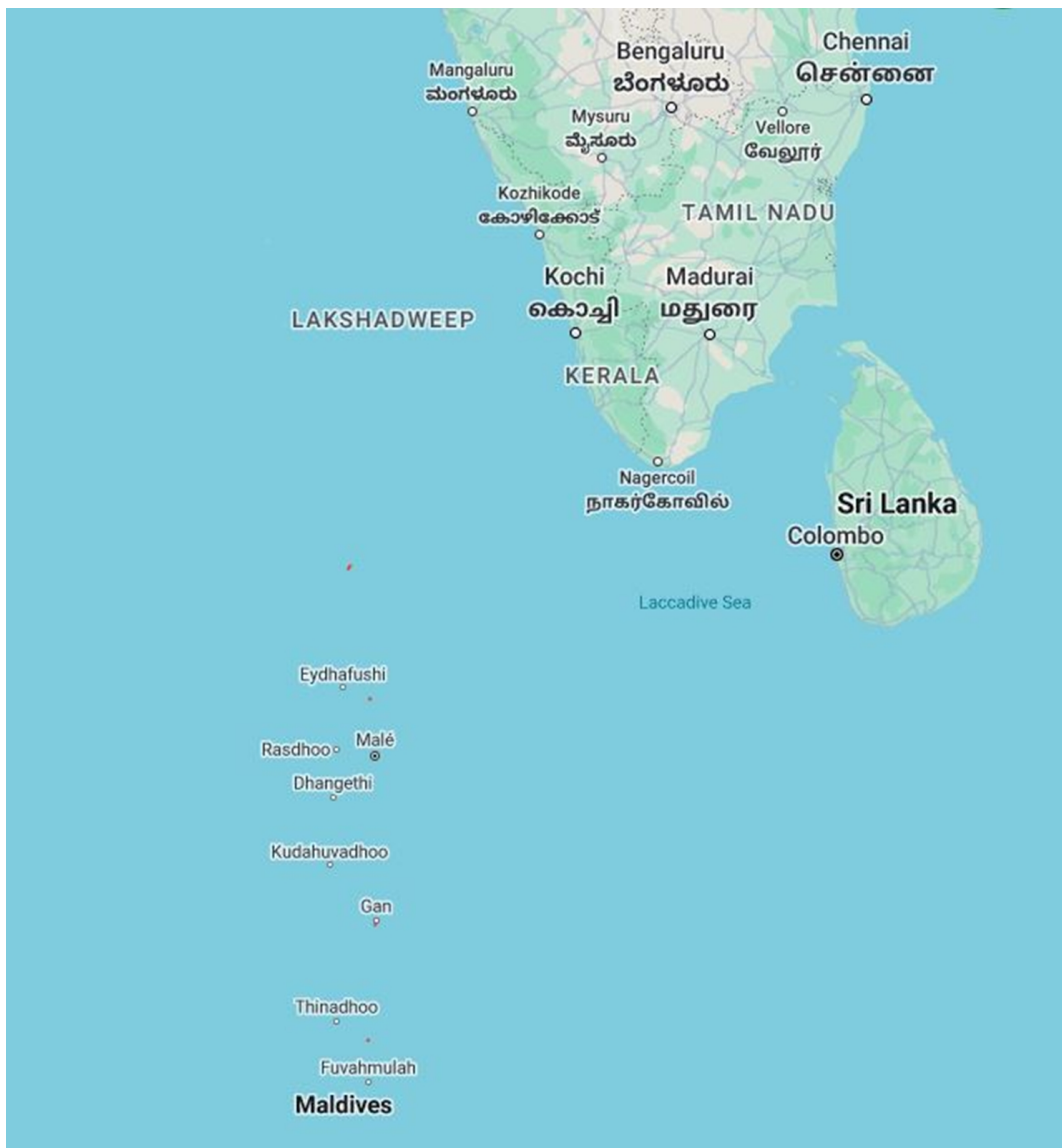 Bengaluru
ಬೆಂಗಳೂರು
Chennai
சென்னை
Mangaluru
ಮಂಗಳೂರು
Mysuru
ಮೈಸೂರು
Vellore
வேலூர்
Kozhikode
കോഴിക്കോട്
TAMIL NADU
Kochi
കൊച്ചി
Madurai
மதுரை
LAKSHADWEEP
KERALA
Nagercoil
நாகர்கோவில்
Sri Lanka
Colombo
Laccadive Sea
Eydhafushi
Malé
Rasdhoo
Dhangethi
Kudahuvadhoo
Gan
Thinadhoo
Fuvahmulah
Maldives